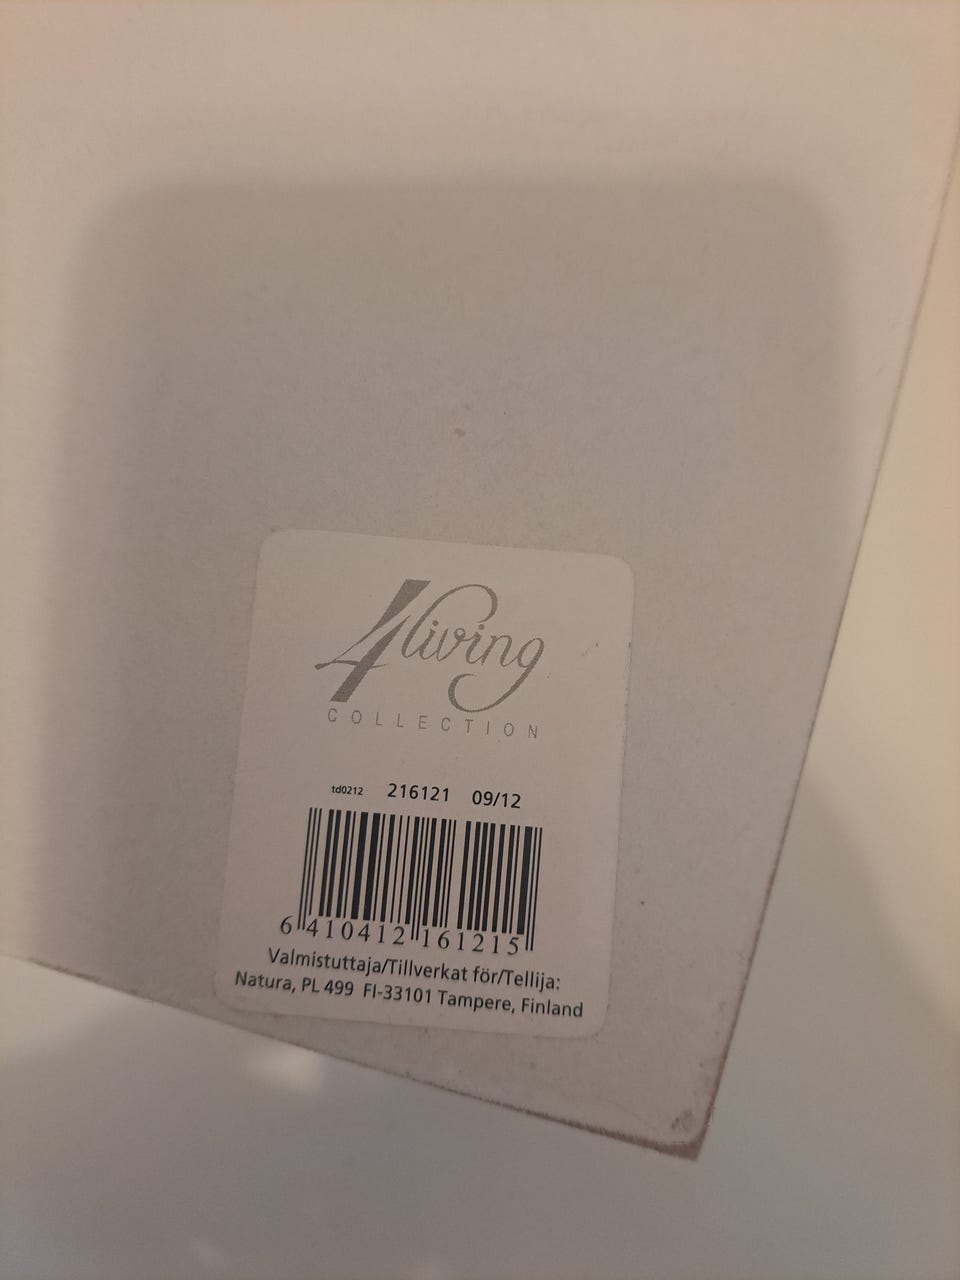 4living
COLLECTION
td0212 216121 09/12
6 410412 161215
Valmistuttaja/Tillverkat för/Tellija:
Natura, PL 499 FI-33101 Tampere, Finland